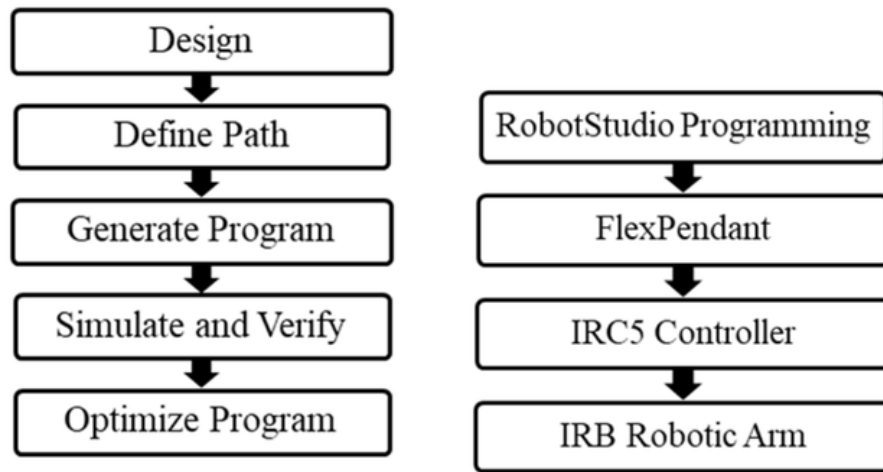 Design
Define Path
Generate Program
Simulate and Verify
Optimize Program
RobotStudio Programming
FlexPendant
IRC5 Controller
IRB Robotic Arm